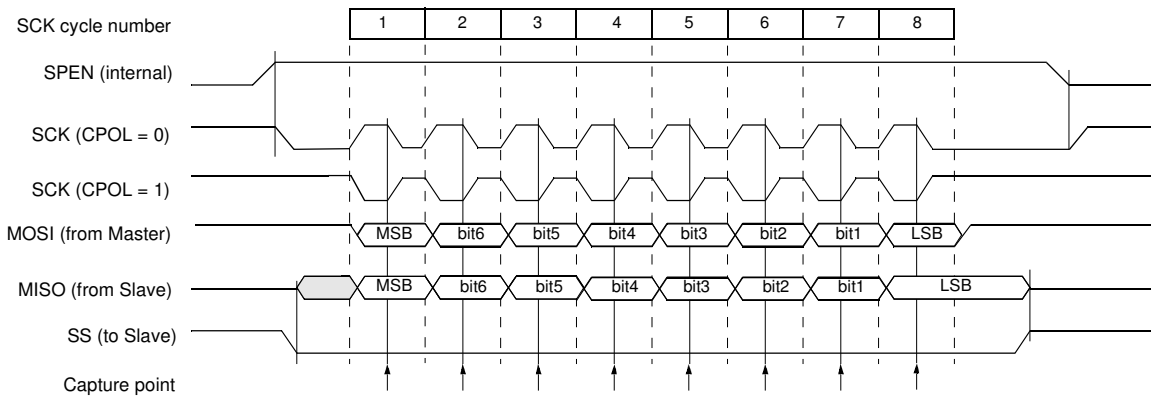 SCK cycle number 1 2 3 4 5 6 7 8
SPEN (internal)
SCK (CPOL = 0)
SCK (CPOL = 1)
MOSI (from Master) MSB bit6 bit5 bit4 bit3 bit2 bit1 LSB
MISO (from Slave) MSB bit6 bit5 bit4 bit3 bit2 bit1 LSB
SS (to Slave)
Capture point